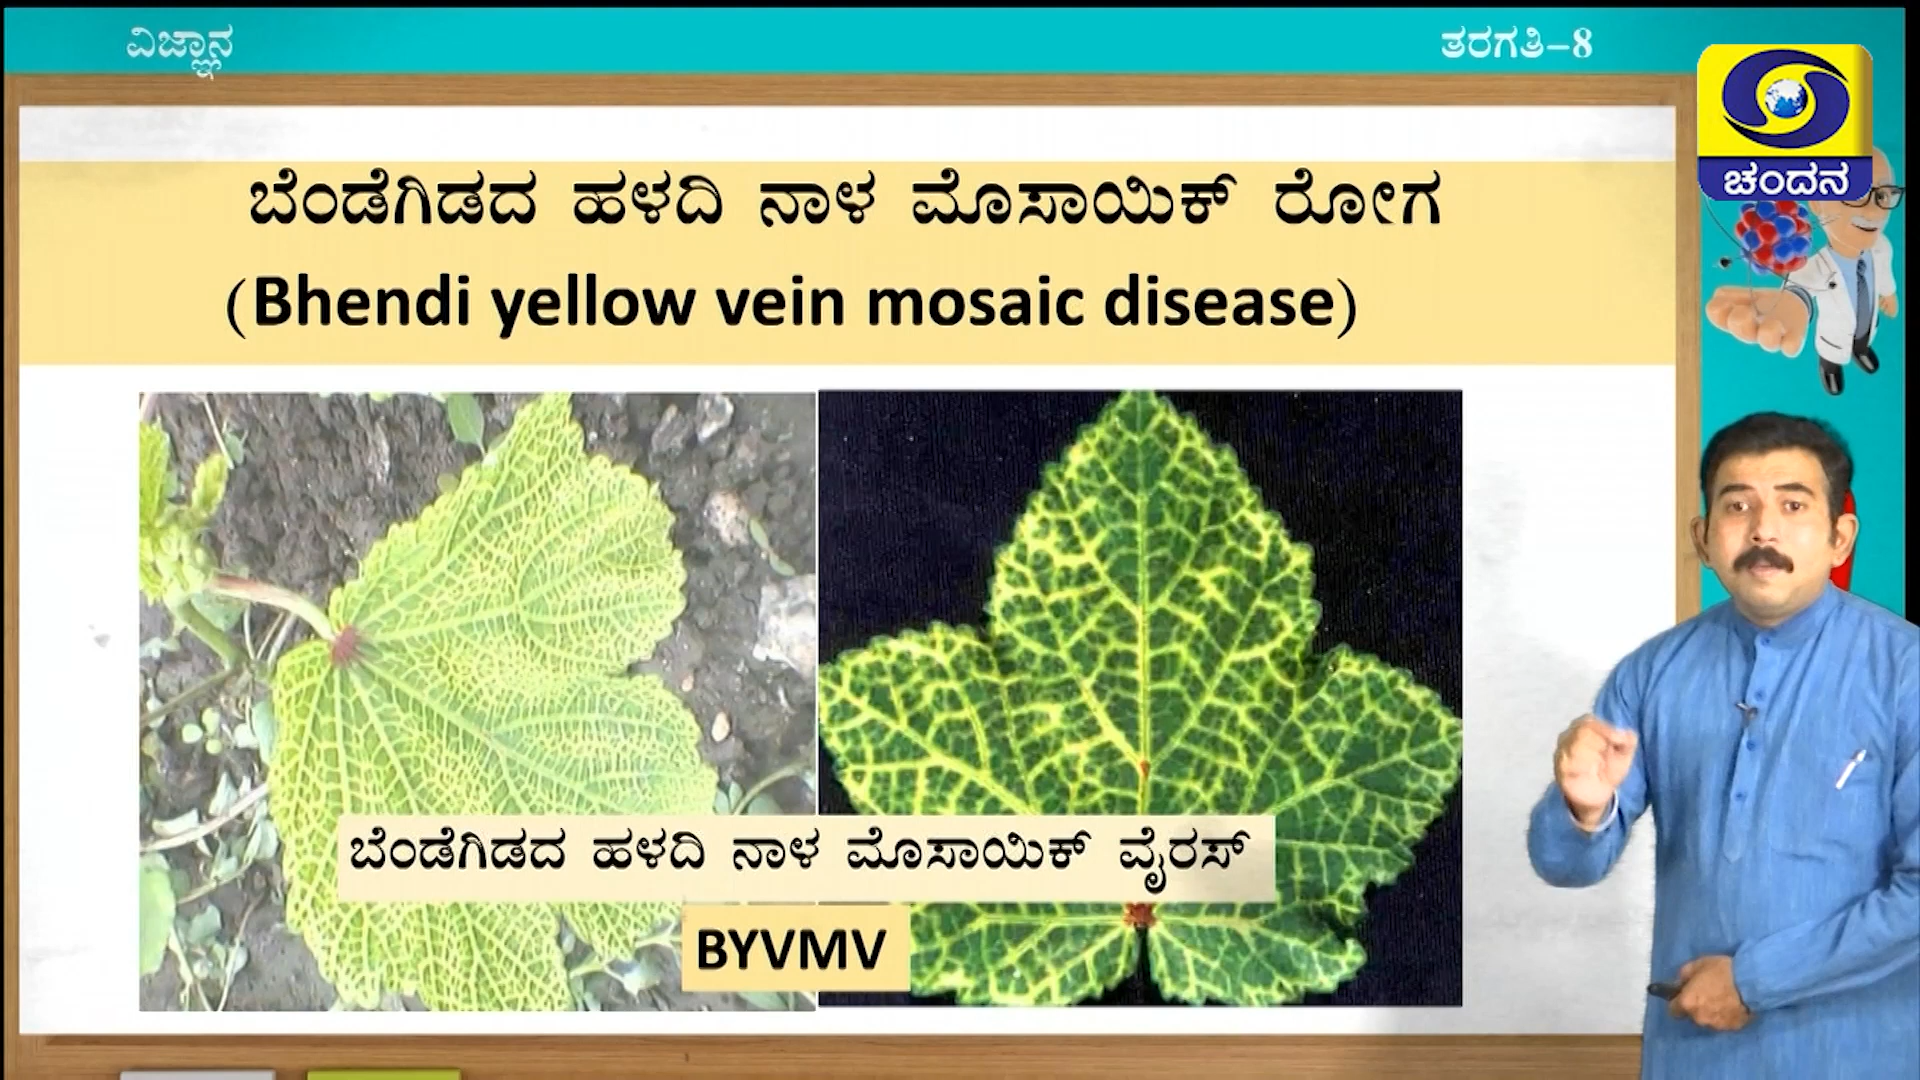 ವಿಜ್ಞಾನ
ತರಗತಿ-8
ಚಂದನ
ಬೆಂಡೆಗಿಡದ ಹಳದಿ ನಾಳ ಮೊಸಾಯಿಕ್ ರೋಗ
(Bhendi yellow vein mosaic disease)
ಬೆಂಡೆಗಿಡದ ಹಳದಿ ನಾಳ ಮೊಸಾಯಿಕ್ ವೈರಸ್
BYVMV